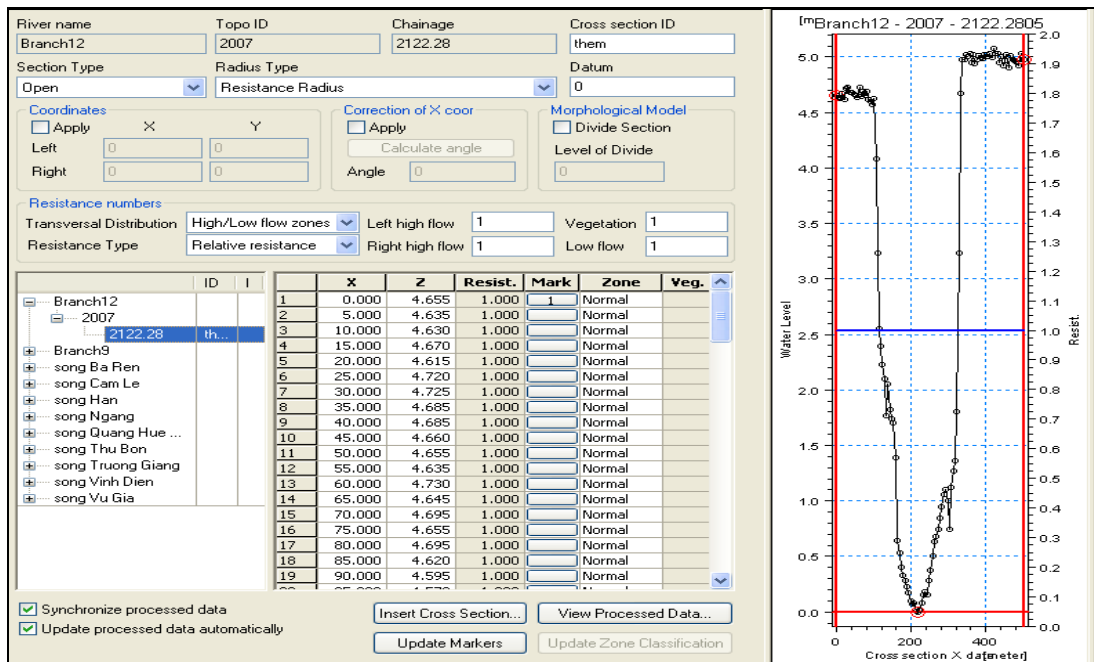 River name Topo ID Chainage Cross section ID
Branch12 2007 2122.28 them
Section Type Radius Type Datum
Open Resistance Radius 0
Coordinates Correction of X coor Morphological Model
Apply X Y Apply Divide Section
Left 0 0 Calculate angle Level of Divide
Right 0 0 Angle 0 0
Resistance numbers
Transversal Distribution High/Low flow zones Left high flow 1 Vegetation 1
Resistance Type Relative resistance Right high flow 1 Low flow 1
ID I
Branch12
2007
2122.28 th...
Branch9
song Ba Ren
song Cam Le
song Han
song Ngang
song Quang Hue ...
song Thu Bon
song Truong Giang
song Vinh Dien
song Vu Gia
X Z Resist. Mark Zone Veg.
1 0.000 4.655 1.000 1 Normal
2 5.000 4.635 1.000 Normal
3 10.000 4.630 1.000 Normal
4 15.000 4.670 1.000 Normal
5 20.000 4.615 1.000 Normal
6 25.000 4.720 1.000 Normal
7 30.000 4.725 1.000 Normal
8 35.000 4.685 1.000 Normal
9 40.000 4.685 1.000 Normal
10 45.000 4.660 1.000 Normal
11 50.000 4.655 1.000 Normal
12 55.000 4.635 1.000 Normal
13 60.000 4.730 1.000 Normal
14 65.000 4.645 1.000 Normal
15 70.000 4.695 1.000 Normal
16 75.000 4.655 1.000 Normal
17 80.000 4.695 1.000 Normal
18 85.000 4.620 1.000 Normal
19 90.000 4.595 1.000 Normal
Synchronize processed data
Update processed data automatically
Insert Cross Section... View Processed Data...
Update Markers Update Zone Classification
[m Branch12 - 2007 - 2122.2805
5.0
4.5
4.0
3.5
3.0
2.5
2.0
1.5
1.0
0.5
0.0
Water Level
2.0
1.9
1.8
1.7
1.6
1.5
1.4
1.3
1.2
1.1
1.0
0.9
0.8
0.7
0.6
0.5
0.4
0.3
0.2
0.1
0.0
Resist.
0 200 400
Cross section X da[meter]